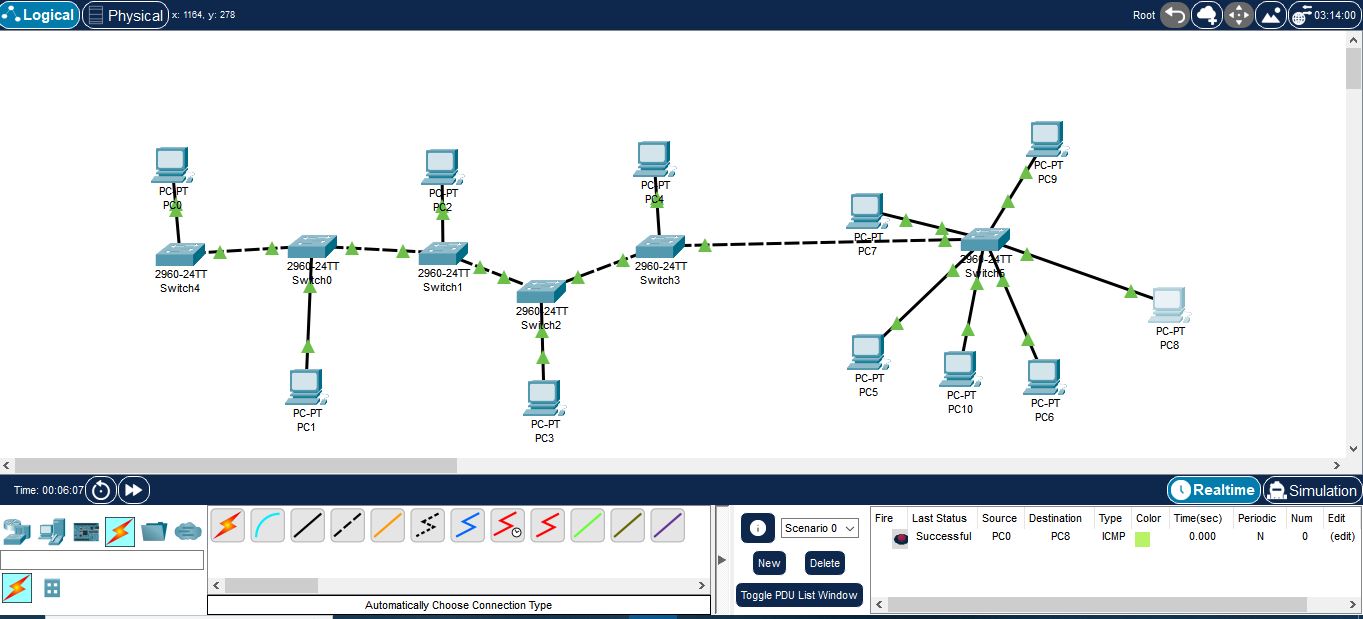 Logical Physical x: 1164, y: 278 Root 03:14:00
PC-PT
PC9
PC-PT
PC0
PC-PT
PC2
PC-PT
PC4
PC-PT
PC7
2960-24TT
Switch4
2960-24TT
Switch0
2960-24TT
Switch1
2960-24TT
Switch2
2960-24TT
Switch3
2960-24TT
Switch5
PC-PT
PC8
PC-PT
PC1
PC-PT
PC3
PC-PT
PC5
PC-PT
PC10
PC-PT
PC6
Time: 00:06:07 Realtime Simulation
Scenario 0
New Delete
Toggle PDU List Window
Fire Last Status Source Destination Type Color Time(sec) Periodic Num Edit
Successful PC0 PC8 ICMP 0.000 N 0 (edit)
Automatically Choose Connection Type